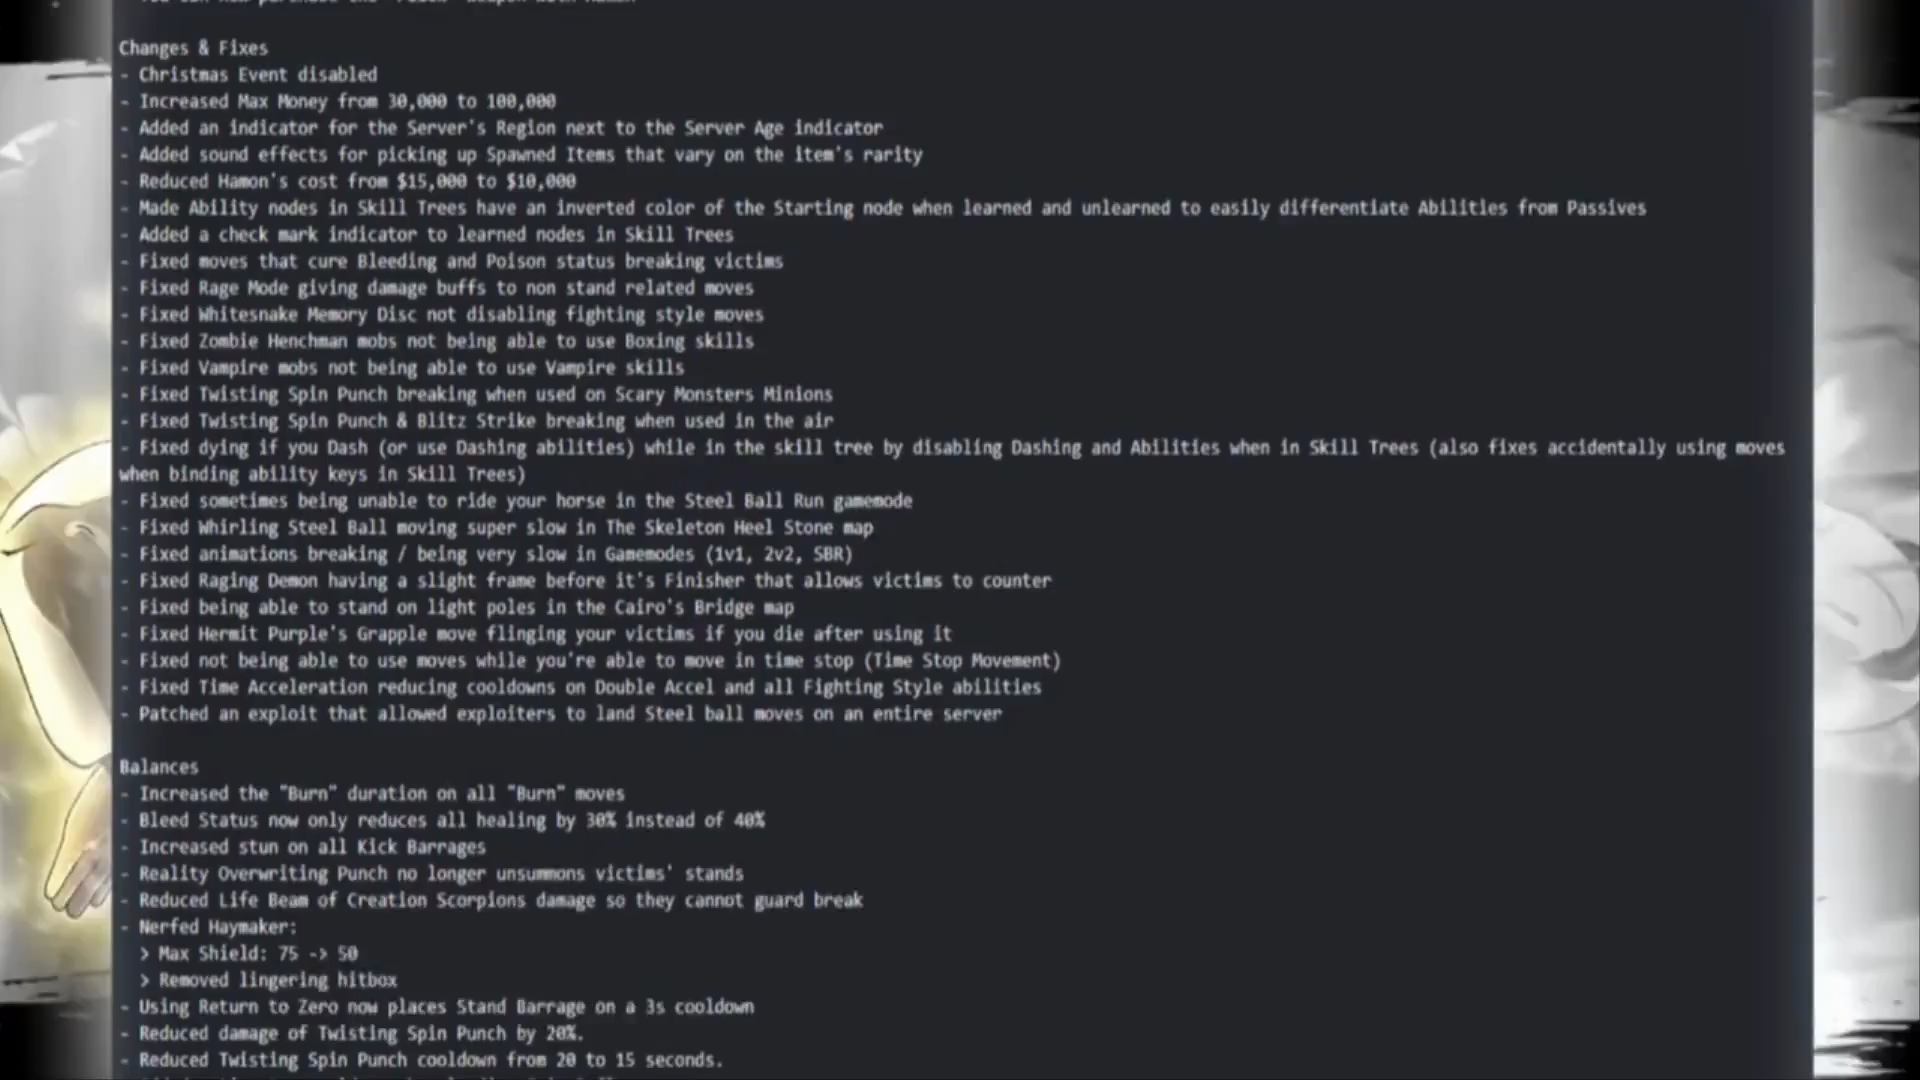 Changes & Fixes
- Christmas Event disabled
- Increased Max Money from 30,000 to 100,000
- Added an indicator for the Server's Region next to the Server Age indicator
- Added sound effects for picking up Spawned Items that vary on the item's rarity
- Reduced Hamon's cost from $15,000 to $10,000
- Made Ability nodes in Skill Trees have an inverted color of the Starting node when learned and unlearned to easily differentiate Abilities from Passives
- Added a check mark indicator to learned nodes in Skill Trees
- Fixed moves that cure Bleeding and Poison status breaking victims
- Fixed Rage Mode giving damage buffs to non stand related moves
- Fixed Whitesnake Memory Disc not disabling fighting style moves
- Fixed Zombie Henchman mobs not being able to use Boxing skills
- Fixed Vampire mobs not being able to use Vampire skills
- Fixed Twisting Spin Punch breaking when used on Scary Monsters Minions
- Fixed Twisting Spin Punch & Blitz Strike breaking when used in the air
- Fixed dying if you Dash (or use Dashing abilities) while in the skill tree by disabling Dashing and Abilities when in Skill Trees (also fixes accidentally using moves
when binding ability keys in Skill Trees)
- Fixed sometimes being unable to ride your horse in the Steel Ball Run gamemode
- Fixed Whirling Steel Ball moving super slow in The Skeleton Heel Stone map
- Fixed animations breaking / being very slow in Gamemodes (1v1, 2v2, SBR)
- Fixed Raging Demon having a slight frame before it's Finisher that allows victims to counter
- Fixed being able to stand on light poles in the Cairo's Bridge map
- Fixed Hermit Purple's Grapple move flinging your victims if you die after using it
- Fixed not being able to use moves while you're able to move in time stop (Time Stop Movement)
- Fixed Time Acceleration reducing cooldowns on Double Accel and all Fighting Style abilities
- Patched an exploit that allowed exploiters to land Steel ball moves on an entire server
Balances
- Increased the "Burn" duration on all "Burn" moves
- Bleed Status now only reduces all healing by 30% instead of 40%
- Increased stun on all Kick Barrages
- Reality Overwriting Punch no longer unsummons victims' stands
- Reduced Life Beam of Creation Scorpions damage so they cannot guard break
- Nerfed Haymaker:
> Max Shield: 75 -> 50
> Removed lingering hitbox
- Using Return to Zero now places Stand Barrage on a 3s cooldown
- Reduced damage of Twisting Spin Punch by 20%.
- Reduced Twisting Spin Punch cooldown from 20 to 15 seconds.